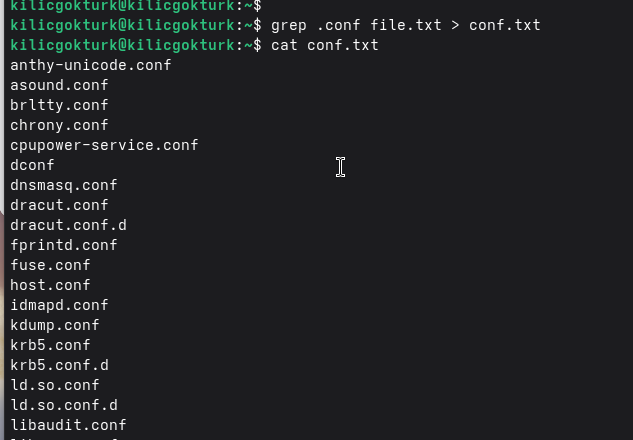 kilicgokturk@kilicgokturk:~$
kilicgokturk@kilicgokturk:~$ grep .conf file.txt > conf.txt
kilicgokturk@kilicgokturk:~$ cat conf.txt
anthy-unicode.conf
asound.conf
brltty.conf
chrony.conf
cpupower-service.conf
dconf
dnsmasq.conf
dracut.conf
dracut.conf.d
fprintd.conf
fuse.conf
host.conf
idmapd.conf
kdump.conf
krb5.conf
krb5.conf.d
ld.so.conf
ld.so.conf.d
libaudit.conf